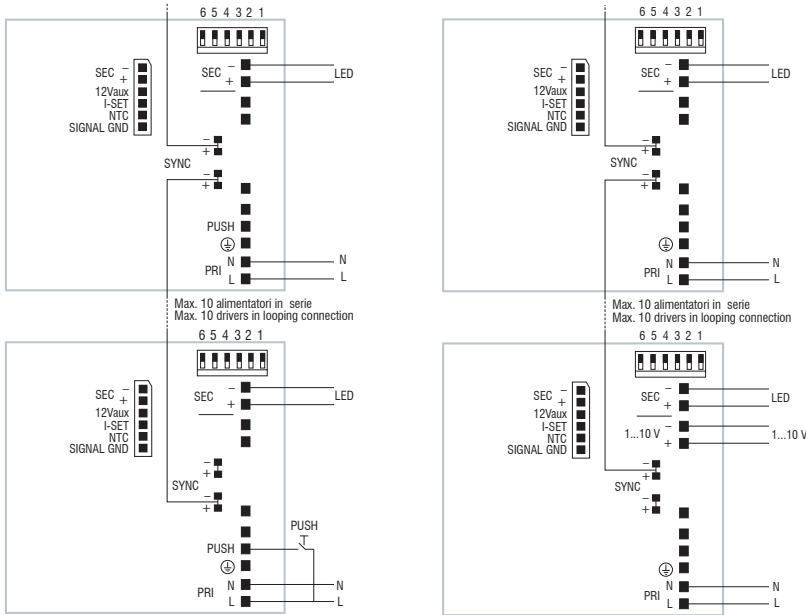 6 5 4 3 2 1
SEC –
+
12Vaux
I-SET
NTC
SIGNAL GND
SEC –
+
LED
–
+
SYNC
–
+
PUSH
N
PRI
L
N
L
Max. 10 alimentatori in serie
Max. 10 drivers in looping connection
6 5 4 3 2 1
SEC –
+
12Vaux
I-SET
NTC
SIGNAL GND
SEC –
+
LED
–
+
SYNC
–
+
PUSH
PUSH
N
PRI
L
N
L
6 5 4 3 2 1
SEC –
+
12Vaux
I-SET
NTC
SIGNAL GND
SEC –
+
LED
–
+
SYNC
–
+
N
PRI
L
N
L
Max. 10 alimentatori in serie
Max. 10 drivers in looping connection
6 5 4 3 2 1
SEC –
+
12Vaux
I-SET
NTC
SIGNAL GND
SEC –
+
LED
1...10 V –
+
1...10 V
–
+
SYNC
–
+
N
PRI
L
N
L